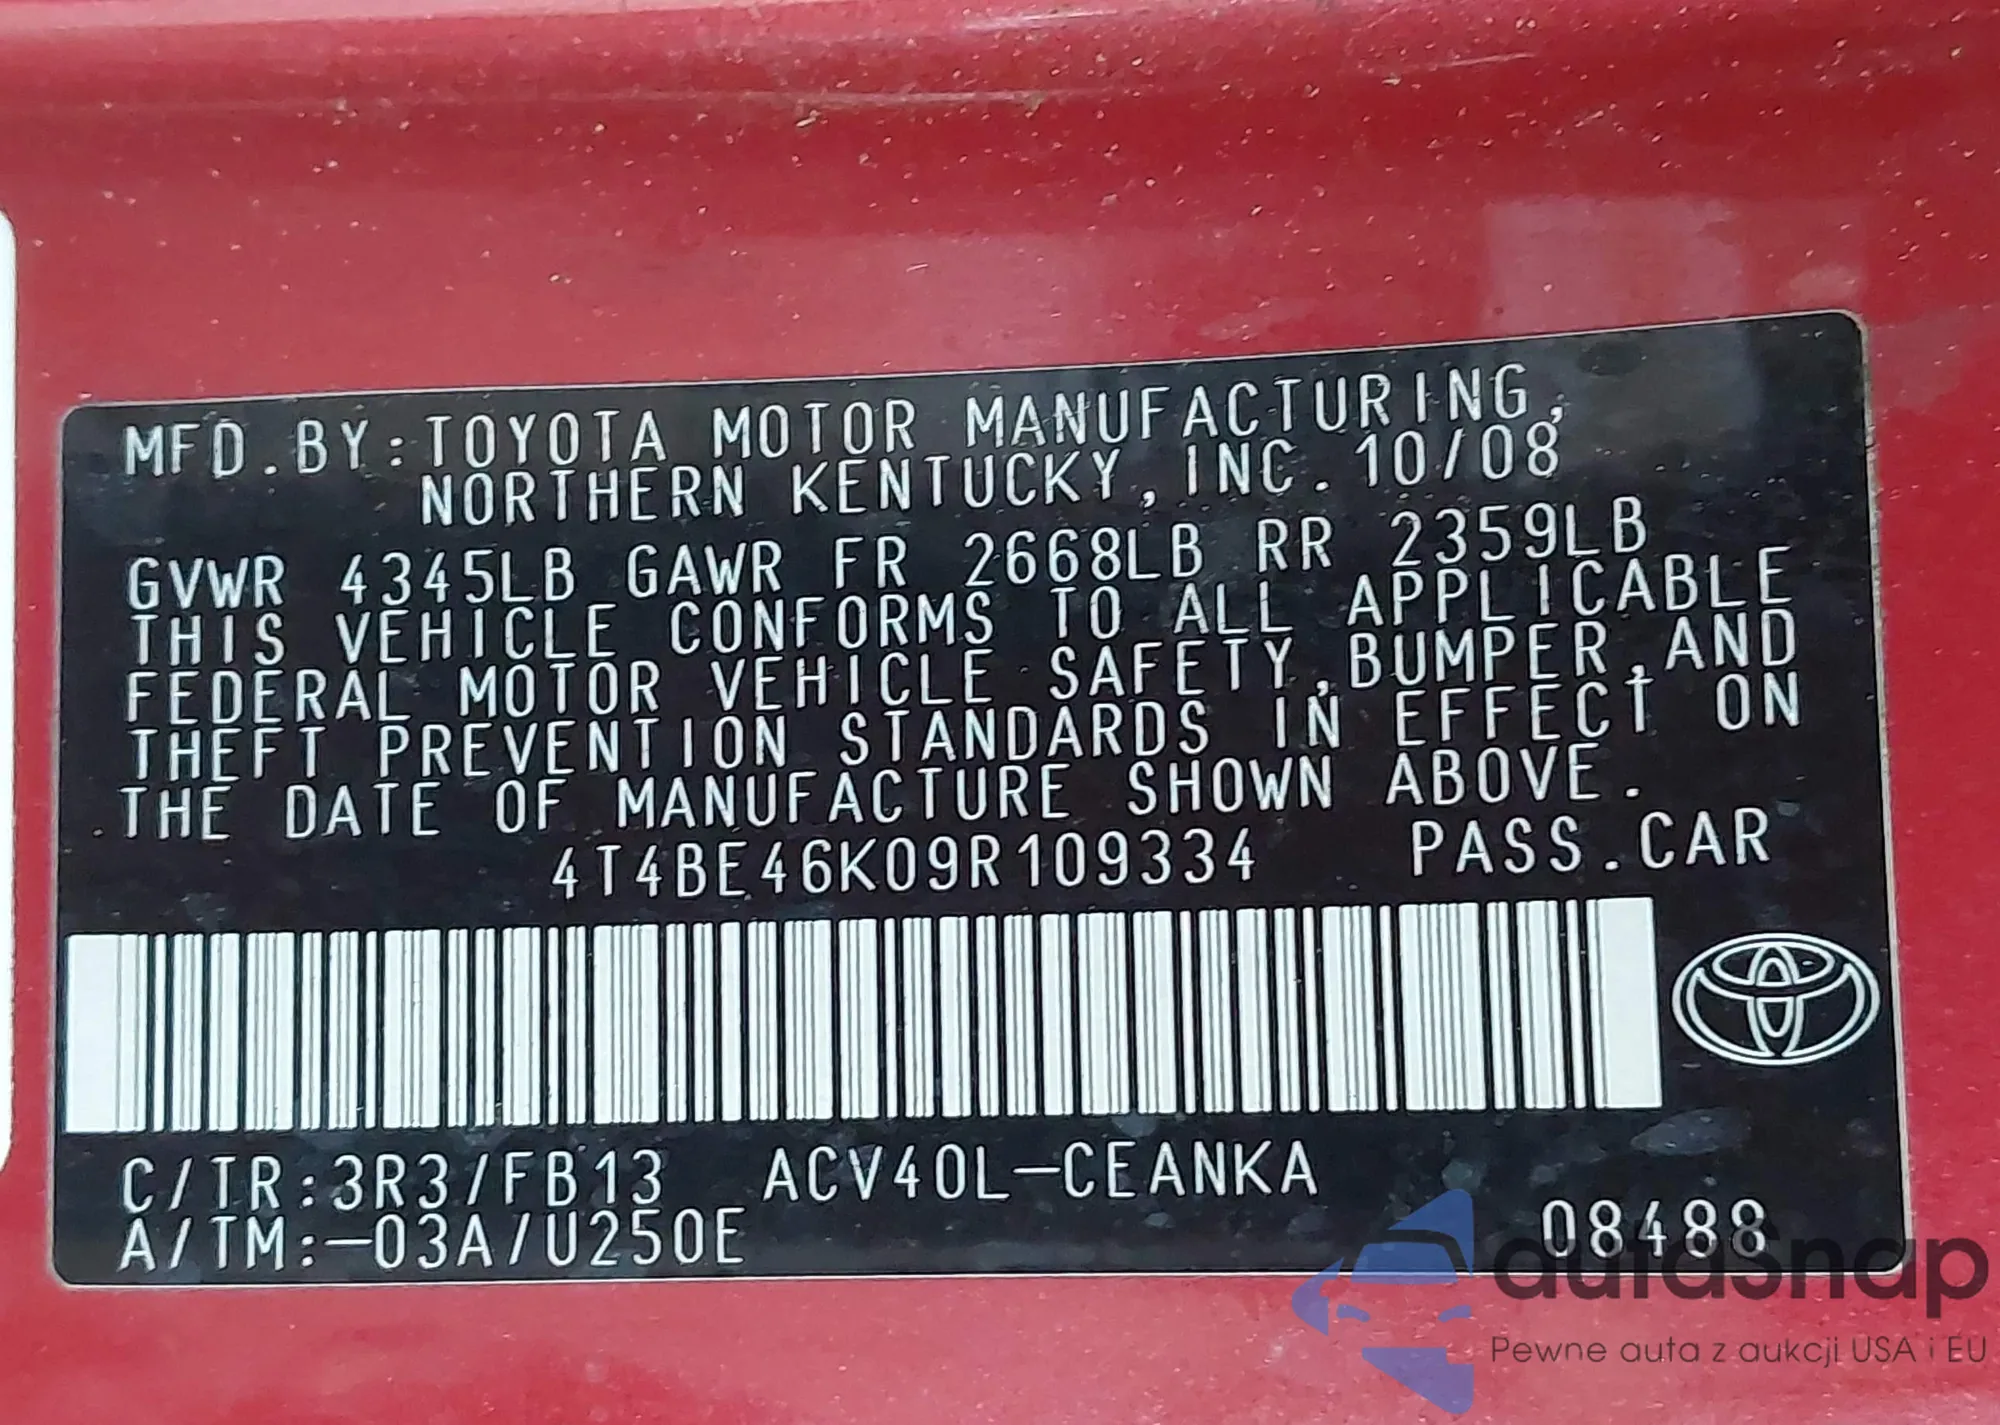 MFD.BY:TOYOTA MOTOR MANUFACTURING,
NORTHERN KENTUCKY,INC.10/08
GVWR 4345LB GAWR FR 2668LB RR 2359LB
THIS VEHICLE CONFORMS TO ALL APPLICABLE
FEDERAL MOTOR VEHICLE SAFETY,BUMPER,AND
THEFT PREVENTION STANDARDS IN EFFECT ON
THE DATE OF MANUFACTURE SHOWN ABOVE.
4T4BE46K09R109334 PASS.CAR
C/TR:3R3/FB13 ACV40L-CEANKA
A/TM:-03A/U250E 08488
autasnap
Pewne auta z aukcji USA i EU